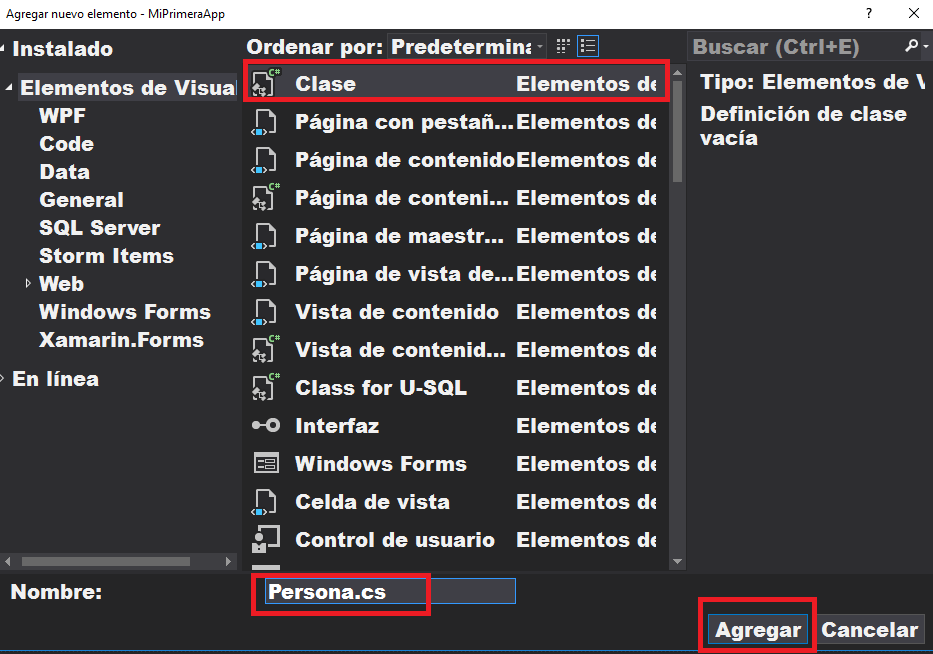 Agregar nuevo elemento - MiPrimeraApp
?
Instalado
Elementos de Visual
WPF
Code
Data
General
SQL Server
Storm Items
Web
Windows Forms
Xamarin.Forms
En línea
Ordenar por: Predetermina
Clase Elementos de
Página con pestañ... Elementos de
Página de contenido Elementos de
Página de conteni... Elementos de
Página de maestr... Elementos de
Página de vista de... Elementos de
Vista de contenido Elementos de
Vista de contenid... Elementos de
Class for U-SQL Elementos de
Interfaz Elementos de
Windows Forms Elementos de
Celda de vista Elementos de
Control de usuario Elementos de
Buscar (Ctrl+E)
Tipo: Elementos de V
Definición de clase
vacía
Nombre: Persona.cs
Agregar Cancelar